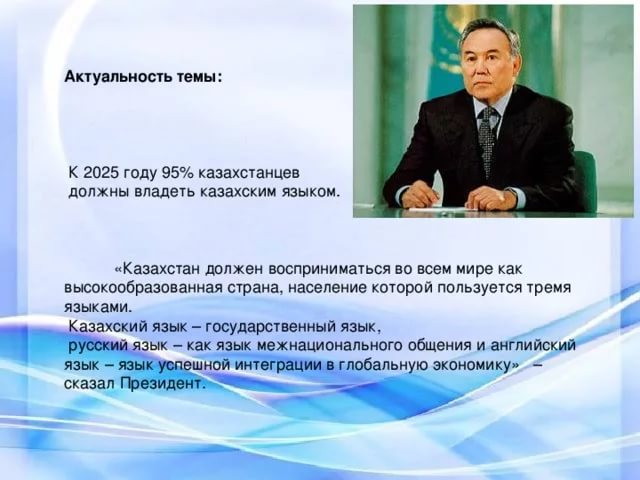 Актуальность темы:
К 2025 году 95% казахстанцев
должны владеть казахским языком.
«Казахстан должен восприниматься во всем мире как
высокообразованная страна, население которой пользуется тремя
языками.
Казахский язык – государственный язык,
русский язык – как язык межнационального общения и английский
язык – язык успешной интеграции в глобальную экономику» –
сказал Президент.